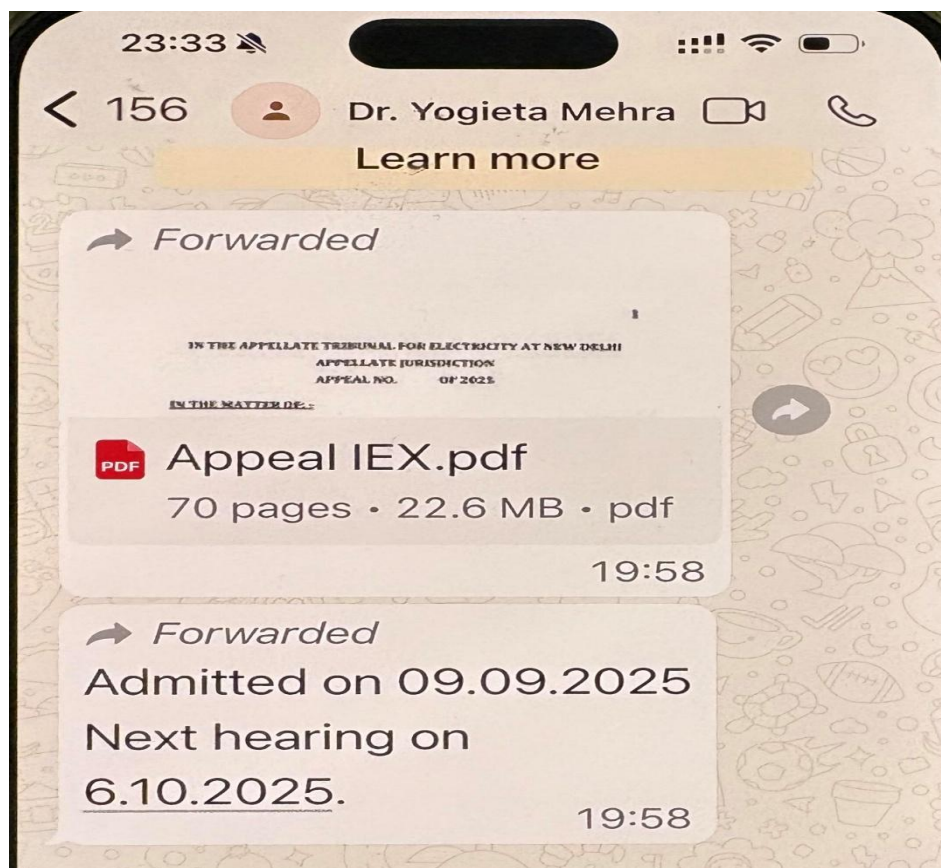 23:33
156
Dr. Yogieta Mehra
Learn more
Forwarded
1
IN THE APPELLATE TRIBUNAL FOR ELECTRICITY AT NEW DELHI
APPELLATE JURISDICTION
APPEAL NO. OF 2025
IN THE MATTER OF: -
PDF
Appeal IEX.pdf
70 pages • 22.6 MB • pdf
19:58
Forwarded
Admitted on 09.09.2025
Next hearing on
6.10.2025.
19:58